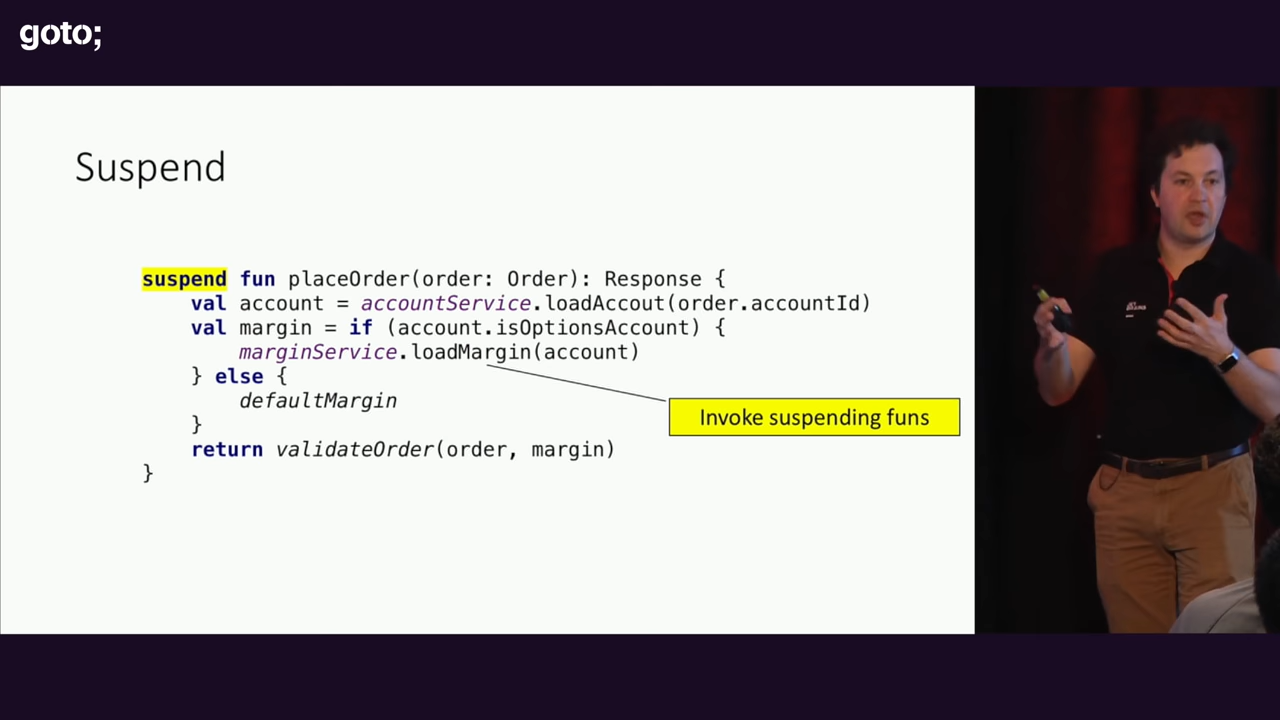 goto;
Suspend
suspend fun placeOrder(order: Order): Response {
    val account = accountService.loadAccout(order.accountId)
    val margin = if (account.isOptionsAccount) {
        marginService.loadMargin(account)
    } else {
        defaultMargin
    }
    return validateOrder(order, margin)
}
Invoke suspending funs